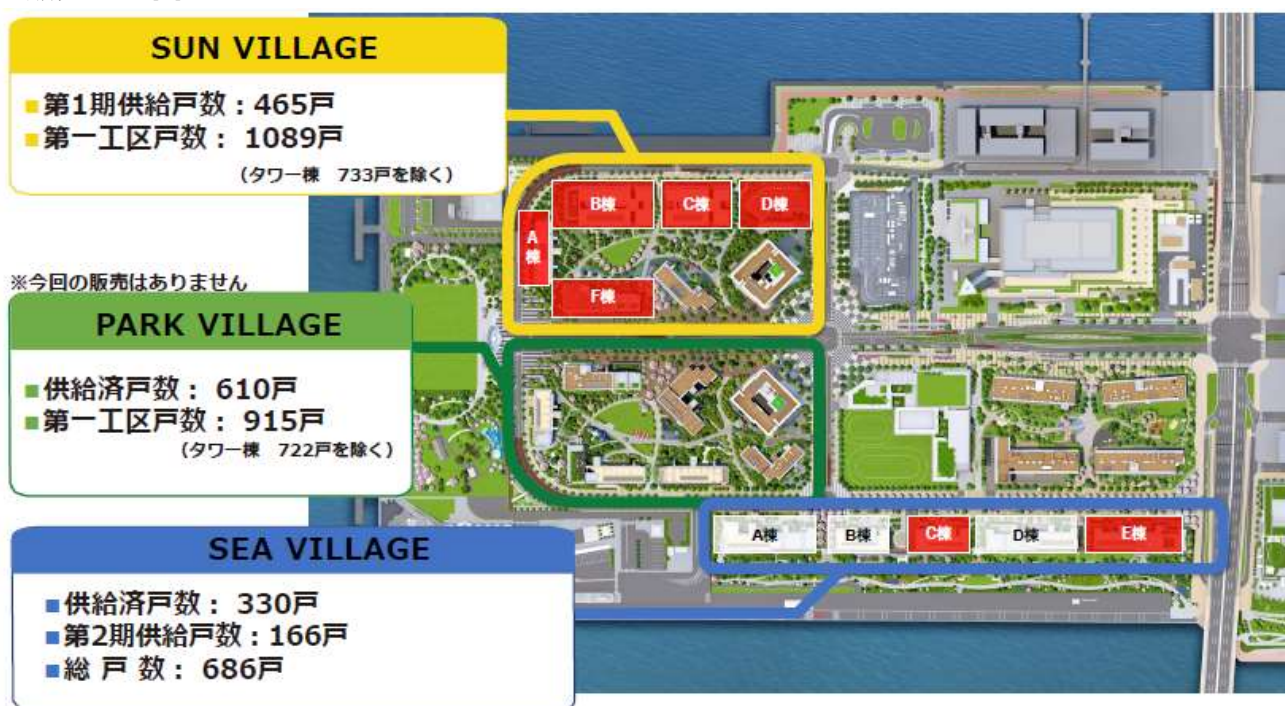 SUN VILLAGE
■第1期供給戸数：465戸
■第一工区戸数： 1089戸
（タワー棟　733戸を除く）
B棟
C棟
D棟
A棟
F棟
※今回の販売はありません
PARK VILLAGE
■供給済戸数： 610戸
■第一工区戸数： 915戸
（タワー棟　722戸を除く）
SEA VILLAGE
■供給済戸数： 330戸
■第2期供給戸数：166戸
■総 戸 数： 686戸
A棟
B棟
C棟
D棟
E棟